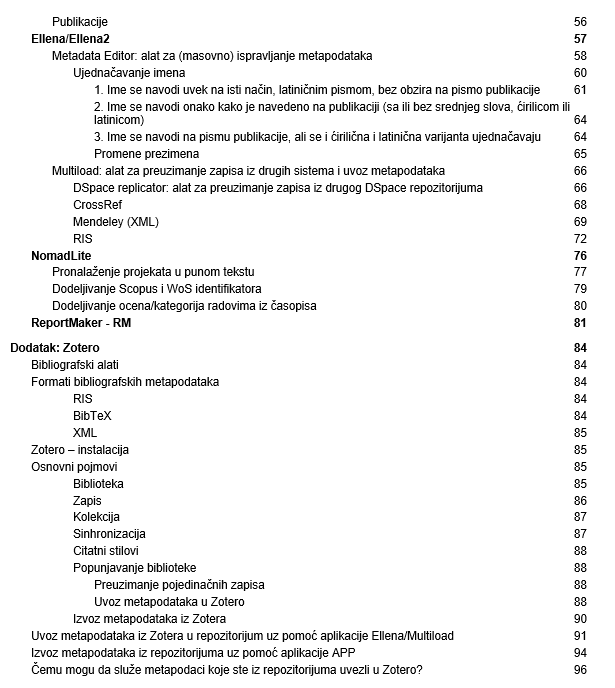 Publikacije 56
Ellena/Ellena2 57
Metadata Editor: alat za (masovno) ispravljanje metapodataka 58
Ujednačavanje imena 60
1. Ime se navodi uvek na isti način, latiničnim pismom, bez obzira na pismo publikacije 61
2. Ime se navodi onako kako je navedeno na publikaciji (sa ili bez srednjeg slova, ćirilicom ili
latinicom) 64
3. Ime se navodi na pismu publikacije, ali se i ćirilična i latinična varijanta ujednačavaju 64
Promene prezimena 65
Multiload: alat za preuzimanje zapisa iz drugih sistema i uvoz metapodataka 66
DSpace replicator: alat za preuzimanje zapisa iz drugog DSpace repozitorijuma 66
CrossRef 68
Mendeley (XML) 69
RIS 72
NomadLite 76
Pronalaženje projekata u punom tekstu 77
Dodeljivanje Scopus i WoS identifikatora 79
Dodeljivanje ocena/kategorija radovima iz časopisa 80
ReportMaker - RM 81
Dodatak: Zotero 84
Bibliografski alati 84
Formati bibliografskih metapodataka 84
RIS 84
BibTeX 84
XML 85
Zotero – instalacija 85
Osnovni pojmovi 85
Biblioteka 85
Zapis 86
Kolekcija 87
Sinhronizacija 87
Citatni stilovi 88
Popunjavanje biblioteke 88
Preuzimanje pojedinačnih zapisa 88
Uvoz metapodataka u Zotero 88
Izvoz metapodataka iz Zotera 90
Uvoz metapodataka iz Zotera u repozitorijum uz pomoć aplikacije Ellena/Multiload 91
Izvoz metapodataka iz repozitorijuma uz pomoć aplikacije APP 94
Čemu mogu da služe metapodaci koje ste iz repozitorijuma uvezli u Zotero? 96